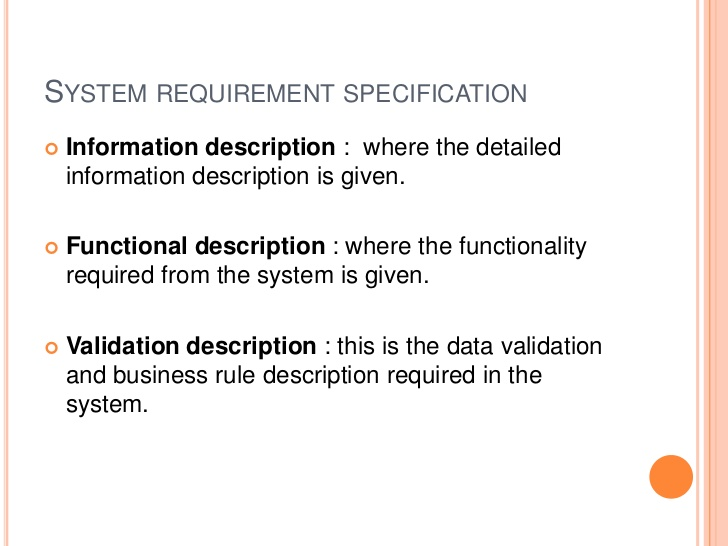 SYSTEM REQUIREMENT SPECIFICATION
Information description :  where the detailed
information description is given.
Functional description : where the functionality
required from the system is given.
Validation description : this is the data validation
and business rule description required in the
system.